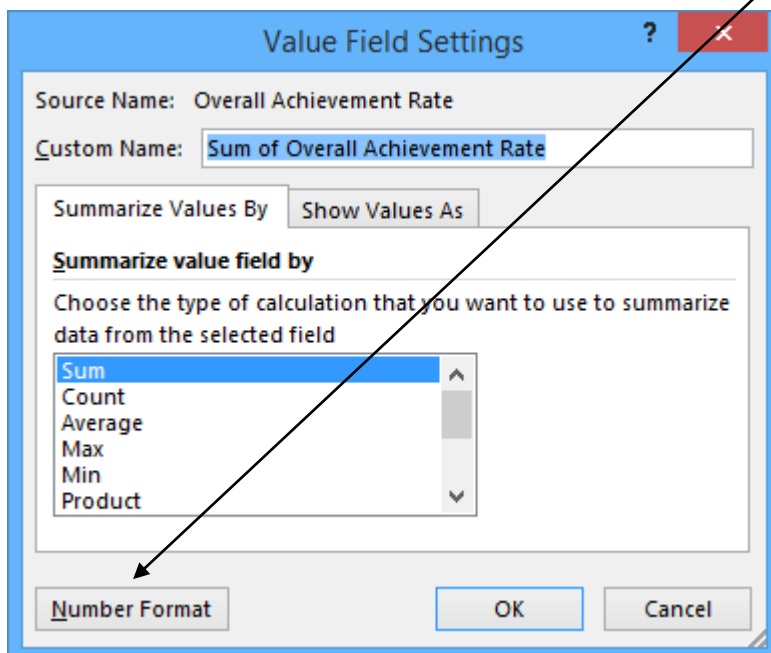 Value Field Settings
?
×
Source Name: Overall Achievement Rate
Custom Name: Sum of Overall Achievement Rate
Summarize Values By Show Values As
Summarize value field by
Choose the type of calculation that you want to use to summarize
data from the selected field
Sum
Count
Average
Max
Min
Product
Number Format OK Cancel